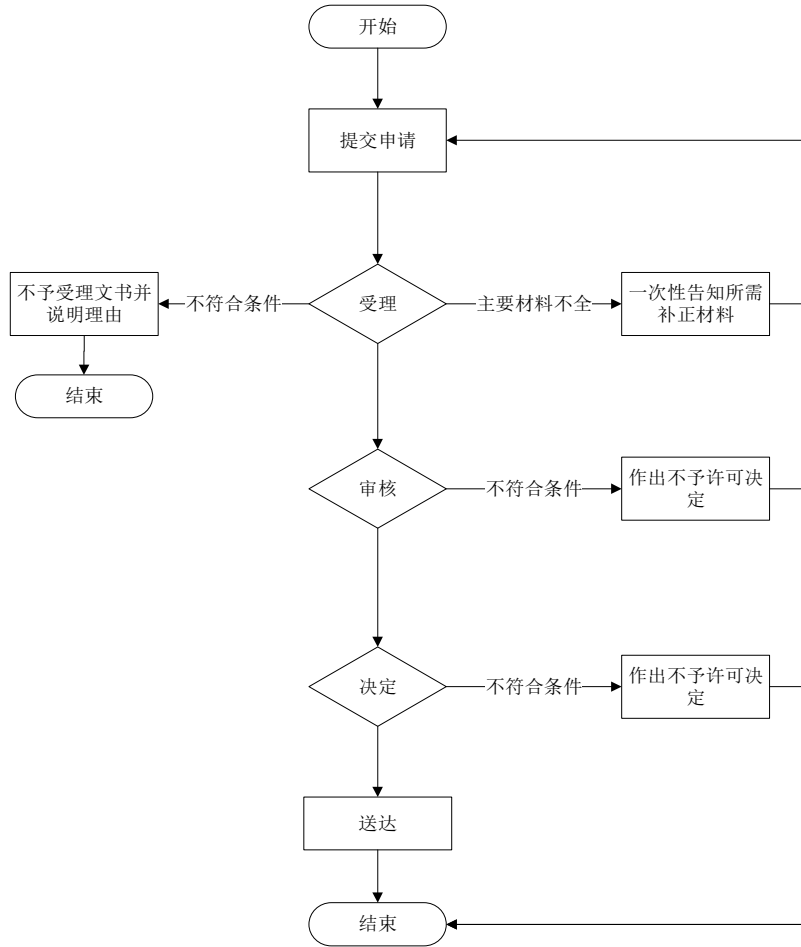 开始
提交申请
不予受理文书并
说明理由
不符合条件
受理
主要材料不全
一次性告知所需
补正材料
结束
审核
不符合条件
作出不予许可决
定
决定
不符合条件
作出不予许可决
定
送达
结束